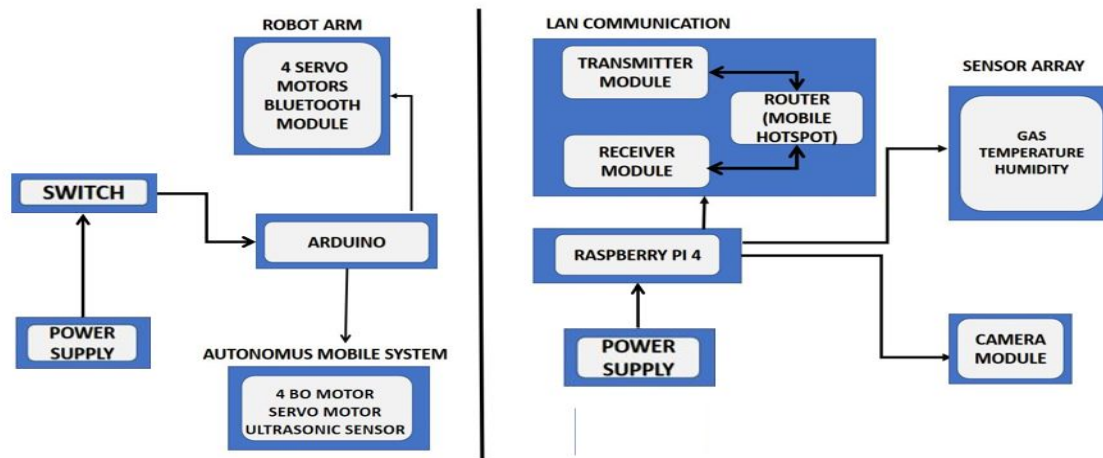 ROBOT ARM
4 SERVO
MOTORS
BLUETOOTH
MODULE
SWITCH
ARDUINO
POWER
SUPPLY
AUTONOMUS MOBILE SYSTEM
4 BO MOTOR
SERVO MOTOR
ULTRASONIC SENSOR
LAN COMMUNICATION
TRANSMITTER
MODULE
ROUTER
(MOBILE
HOTSPOT)
RECEIVER
MODULE
SENSOR ARRAY
GAS
TEMPERATURE
HUMIDITY
RASPBERRY PI 4
POWER
SUPPLY
CAMERA
MODULE